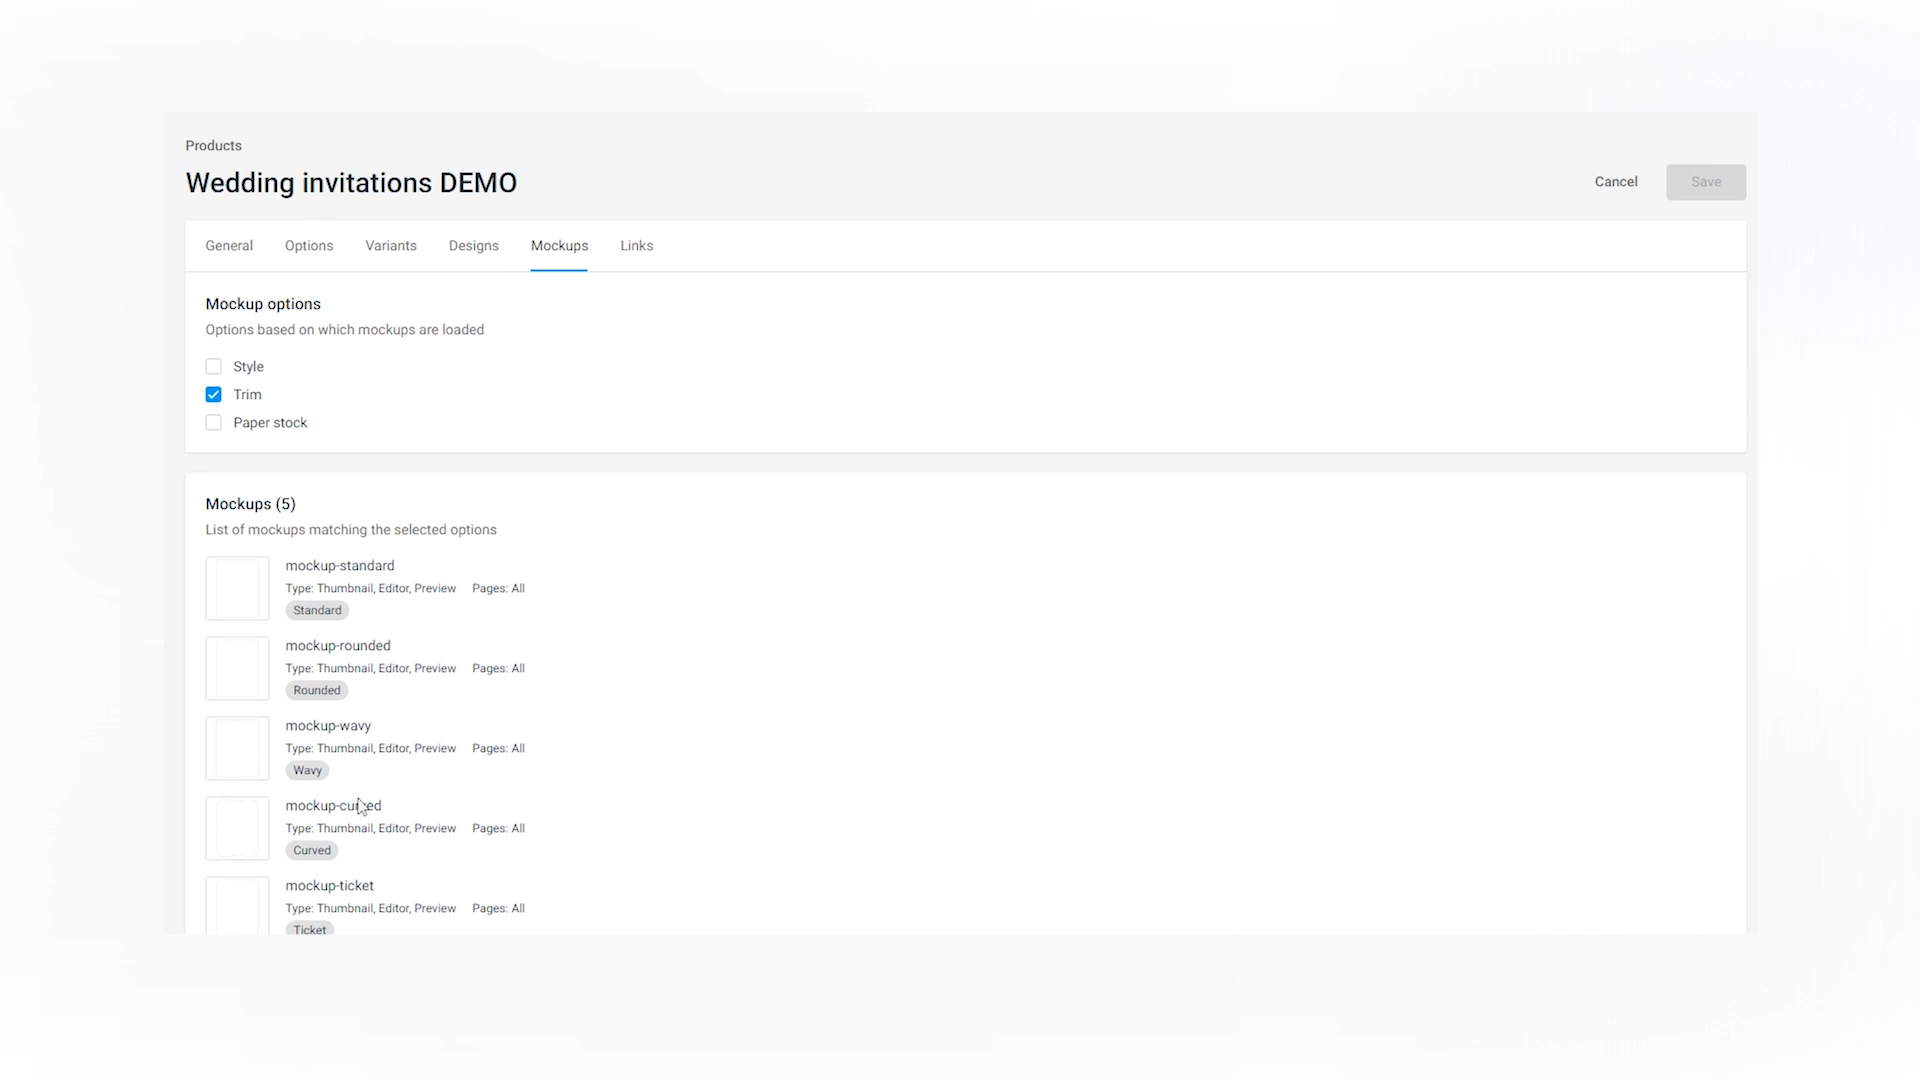 Products
Wedding invitations DEMO
Cancel
Save
General
Options
Variants
Designs
Mockups
Links
Mockup options
Options based on which mockups are loaded
Style
Trim
Paper stock
Mockups (5)
List of mockups matching the selected options
mockup-standard
Type: Thumbnail, Editor, Preview Pages: All
Standard
mockup-rounded
Type: Thumbnail, Editor, Preview Pages: All
Rounded
mockup-wavy
Type: Thumbnail, Editor, Preview Pages: All
Wavy
mockup-curved
Type: Thumbnail, Editor, Preview Pages: All
Curved
mockup-ticket
Type: Thumbnail, Editor, Preview Pages: All
Ticket